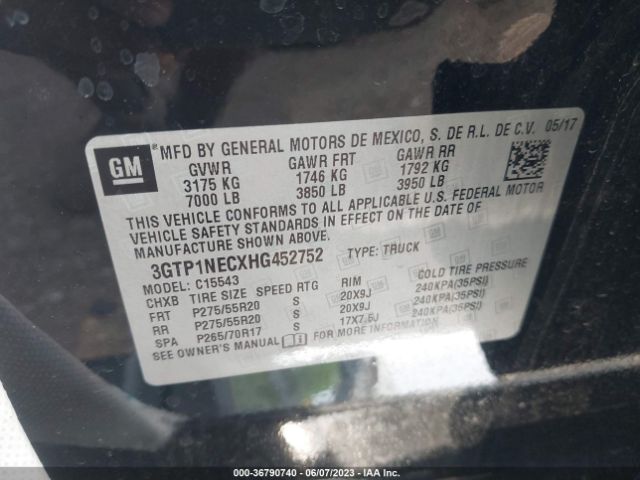 GM
MFD BY GENERAL MOTORS DE MEXICO, S. DE R.L. DE C.V. 05/17
GVWR GAWR FRT GAWR RR
3175 KG 1746 KG 1792 KG
7000 LB 3850 LB 3950 LB
THIS VEHICLE CONFORMS TO ALL APPLICABLE U.S. FEDERAL MOTOR
VEHICLE SAFETY STANDARDS IN EFFECT ON THE DATE OF
MANUFACTURE SHOWN ABOVE.
3GTP1NECXHG452752 TYPE: TRUCK
MODEL: C15543
CHXB TIRE SIZE SPEED RTG RIM COLD TIRE PRESSURE
FRT P275/55R20 S 20X9J 240KPA(35PSI)
RR P275/55R20 S 20X9J 240KPA(35PSI)
SPA P265/70R17 S 17X7.5J 240KPA(35PSI)
SEE OWNER'S MANUAL FOR MORE INFORMATION
000-36790740 - 06/07/2023 - IAA Inc.